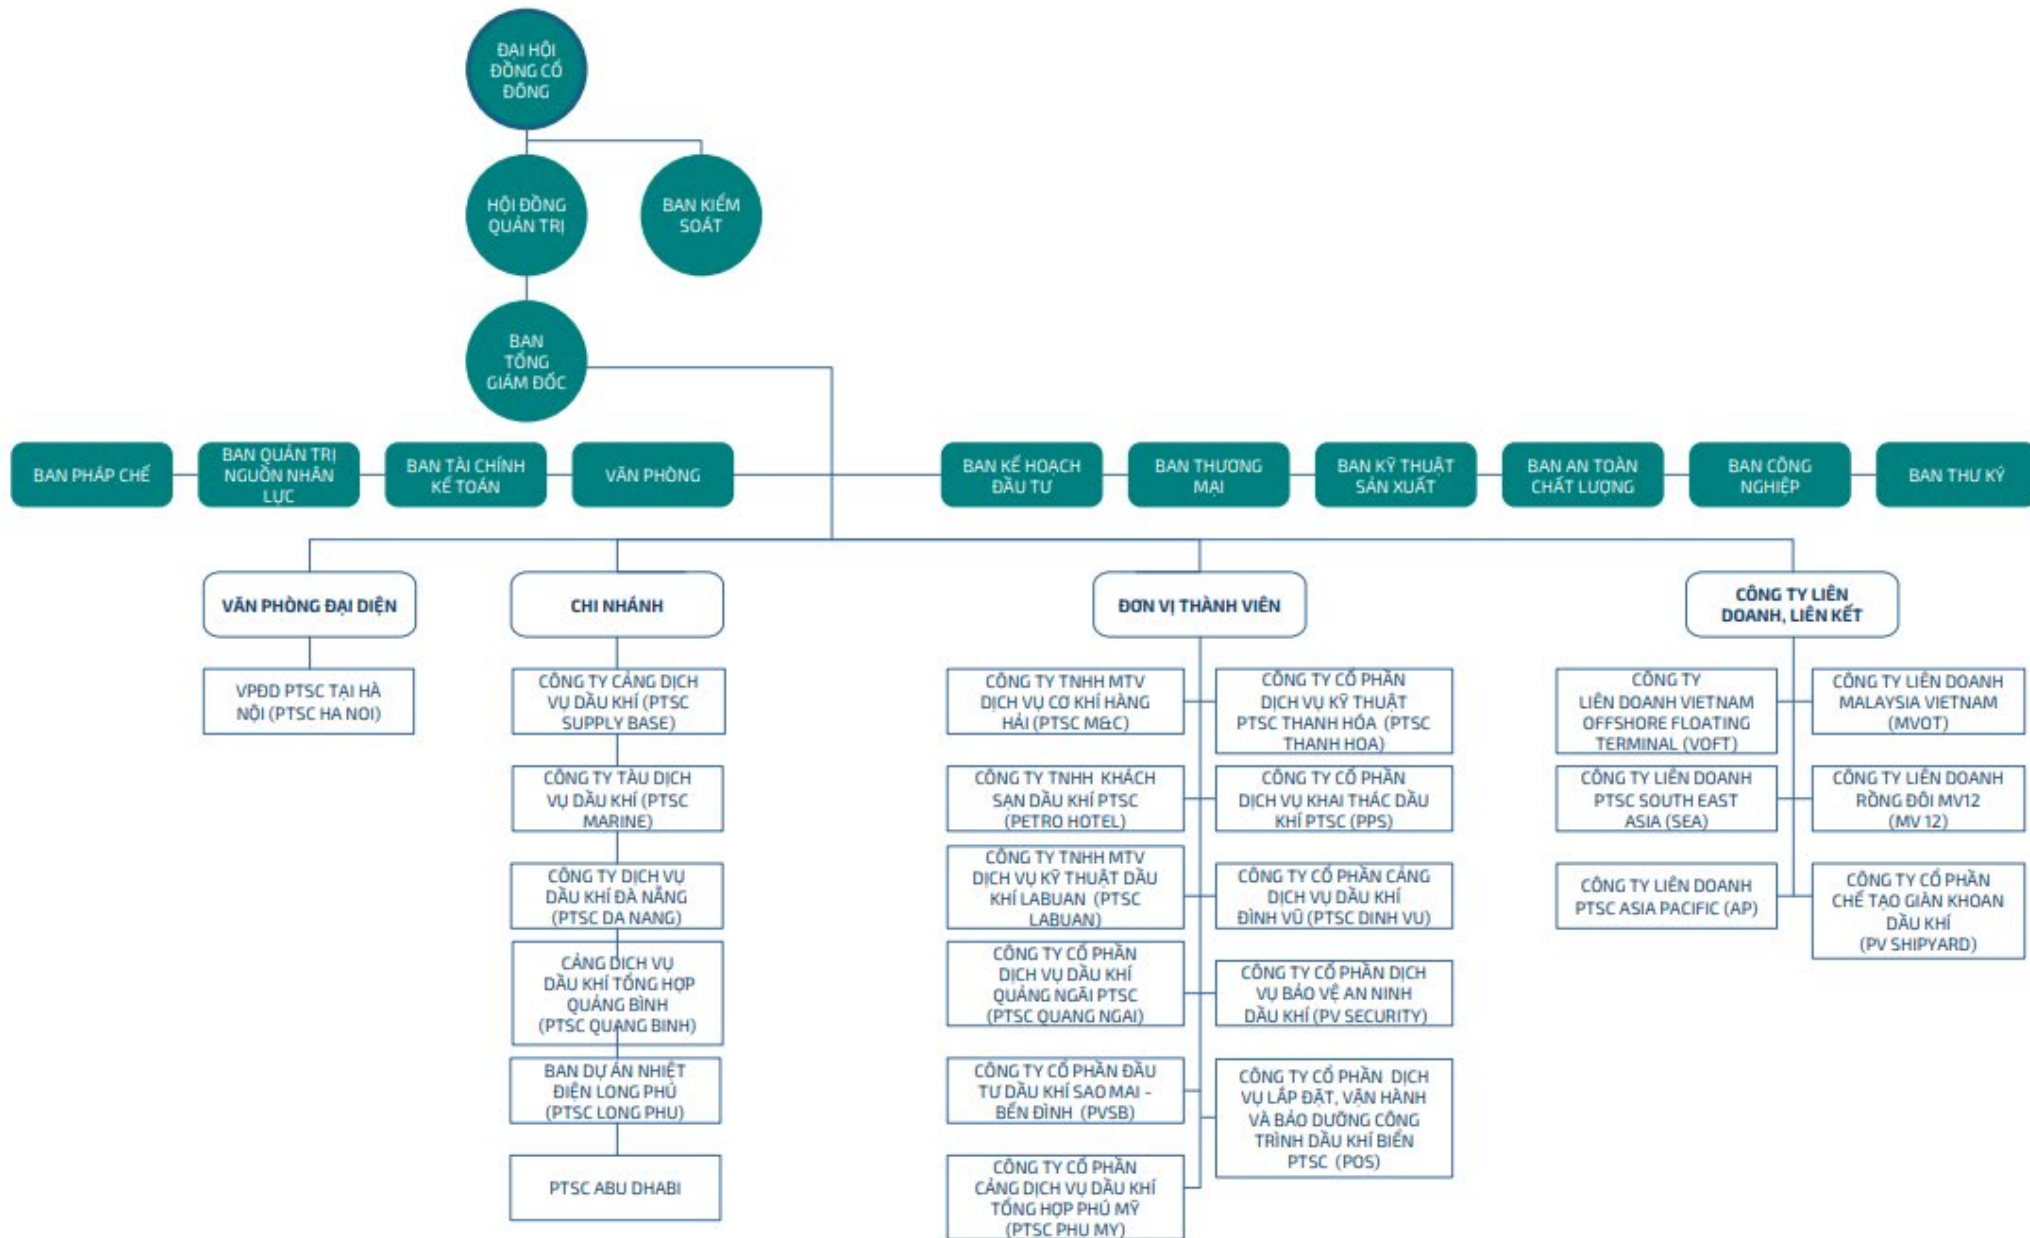 ĐẠI HỘI
ĐỒNG CỔ
ĐÔNG
HỘI ĐỒNG
QUẢN TRỊ
BAN KIỂM
SOÁT
BAN
TỔNG
GIÁM ĐỐC
BAN PHÁP CHẾ
BAN QUẢN TRỊ
NGUỒN NHÂN
LỰC
BAN TÀI CHÍNH
KẾ TOÁN
VĂN PHÒNG
BAN KẾ HOẠCH
ĐẦU TƯ
BAN THƯƠNG
MẠI
BAN KỸ THUẬT
SẢN XUẤT
BAN AN TOÀN
CHẤT LƯỢNG
BAN CÔNG
NGHIỆP
BAN THƯ KÝ
VĂN PHÒNG ĐẠI DIỆN
VPĐD PTSC TẠI HÀ
NỘI (PTSC HA NOI)
CHI NHÁNH
CÔNG TY CẢNG DỊCH
VỤ DẦU KHÍ (PTSC
SUPPLY BASE)
CÔNG TY TÀU DỊCH
VỤ DẦU KHÍ (PTSC
MARINE)
CÔNG TY DỊCH VỤ
DẦU KHÍ ĐÀ NẴNG
(PTSC DA NANG)
CẢNG DỊCH VỤ
DẦU KHÍ TỔNG HỢP
QUẢNG BÌNH
(PTSC QUANG BINH)
BAN DỰ ÁN NHIỆT
ĐIỆN LONG PHÚ
(PTSC LONG PHU)
PTSC ABU DHABI
ĐƠN VỊ THÀNH VIÊN
CÔNG TY TNHH MTV
DỊCH VỤ CƠ KHÍ HÀNG
HẢI (PTSC M&C)
CÔNG TY CỔ PHẦN
DỊCH VỤ KỸ THUẬT
PTSC THANH HÓA (PTSC
THANH HOA)
CÔNG TY TNHH KHÁCH
SẠN DẦU KHÍ PTSC
(PETRO HOTEL)
CÔNG TY CỔ PHẦN
DỊCH VỤ KHAI THÁC DẦU
KHÍ PTSC (PPS)
CÔNG TY TNHH MTV
DỊCH VỤ KỸ THUẬT DẦU
KHÍ LABUAN (PTSC
LABUAN)
CÔNG TY CỔ PHẦN CẢNG
DỊCH VỤ DẦU KHÍ
ĐÌNH VŨ (PTSC DINH VU)
CÔNG TY CỔ PHẦN
DỊCH VỤ DẦU KHÍ
QUẢNG NGÃI PTSC
(PTSC QUANG NGAI)
CÔNG TY CỔ PHẦN DỊCH
VỤ BẢO VỆ AN NINH
DẦU KHÍ (PV SECURITY)
CÔNG TY CỔ PHẦN ĐẦU
TƯ DẦU KHÍ SAO MAI -
BẾN ĐÌNH (PVSB)
CÔNG TY CỔ PHẦN DỊCH
VỤ LẮP ĐẶT, VẬN HÀNH
VÀ BẢO DƯỠNG CÔNG
TRÌNH DẦU KHÍ BIỂN
PTSC (POS)
CÔNG TY CỔ PHẦN
CẢNG DỊCH VỤ DẦU KHÍ
TỔNG HỢP PHÚ MỸ
(PTSC PHU MY)
CÔNG TY LIÊN
DOANH, LIÊN KẾT
CÔNG TY
LIÊN DOANH VIETNAM
OFFSHORE FLOATING
TERMINAL (VOFT)
CÔNG TY LIÊN DOANH
MALAYSIA VIETNAM
(MVOT)
CÔNG TY LIÊN DOANH
PTSC SOUTH EAST
ASIA (SEA)
CÔNG TY LIÊN DOANH
RỒNG ĐÔI MV12
(MV 12)
CÔNG TY LIÊN DOANH
PTSC ASIA PACIFIC (AP)
CÔNG TY CỔ PHẦN
CHẾ TẠO GIÀN KHOAN
DẦU KHÍ
(PV SHIPYARD)